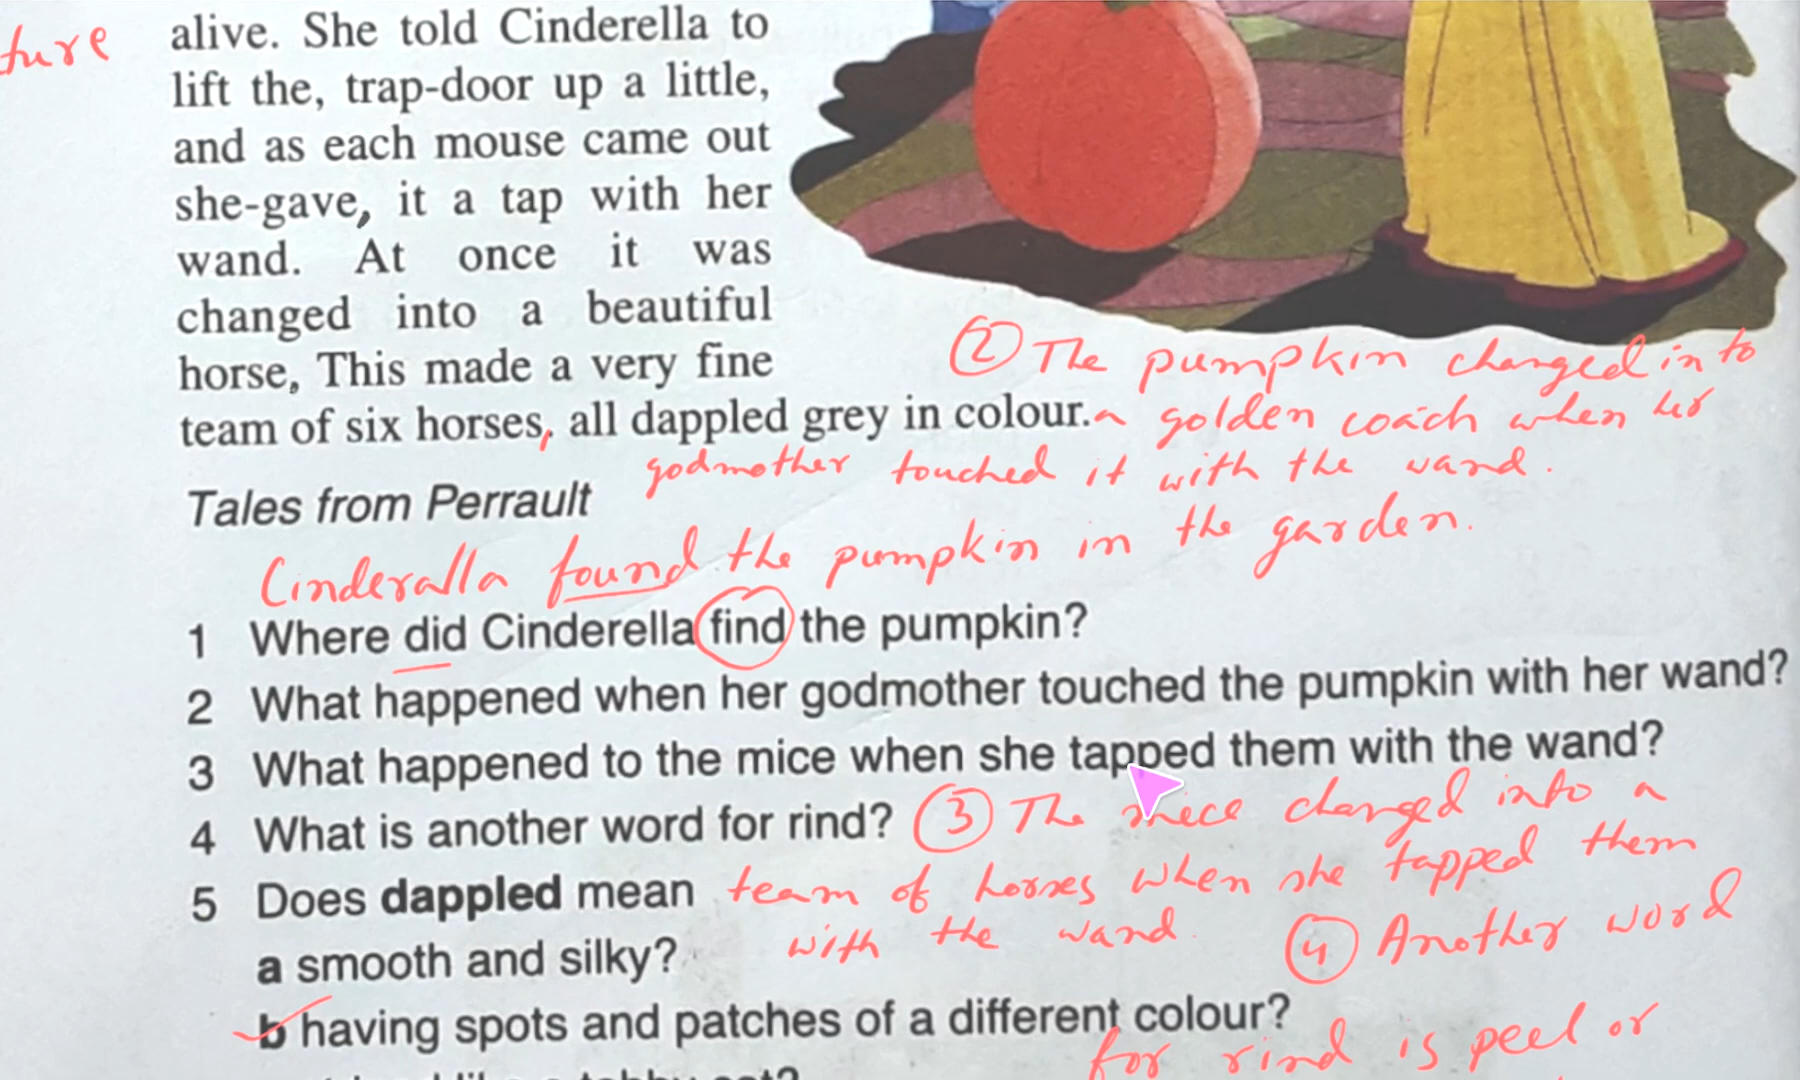 ture
alive. She told Cinderella to
lift the, trap-door up a little,
and as each mouse came out
she-gave, it a tap with her
wand. At once it was
changed into a beautiful
horse, This made a very fine
team of six horses, all dappled grey in colour.
② The pumpkin changed into
a golden coach when her
godmother touched it with the wand.
Tales from Perrault
Cinderalla found the pumpkin in the garden.
1 Where did Cinderella find the pumpkin?
2 What happened when her godmother touched the pumpkin with her wand?
3 What happened to the mice when she tapped them with the wand?
4 What is another word for rind?
③ The mice changed into a
team of horses when she tapped them
with the wand.
5 Does dappled mean
a smooth and silky?
④ Another word
b having spots and patches of a different colour?
for rind is peel or